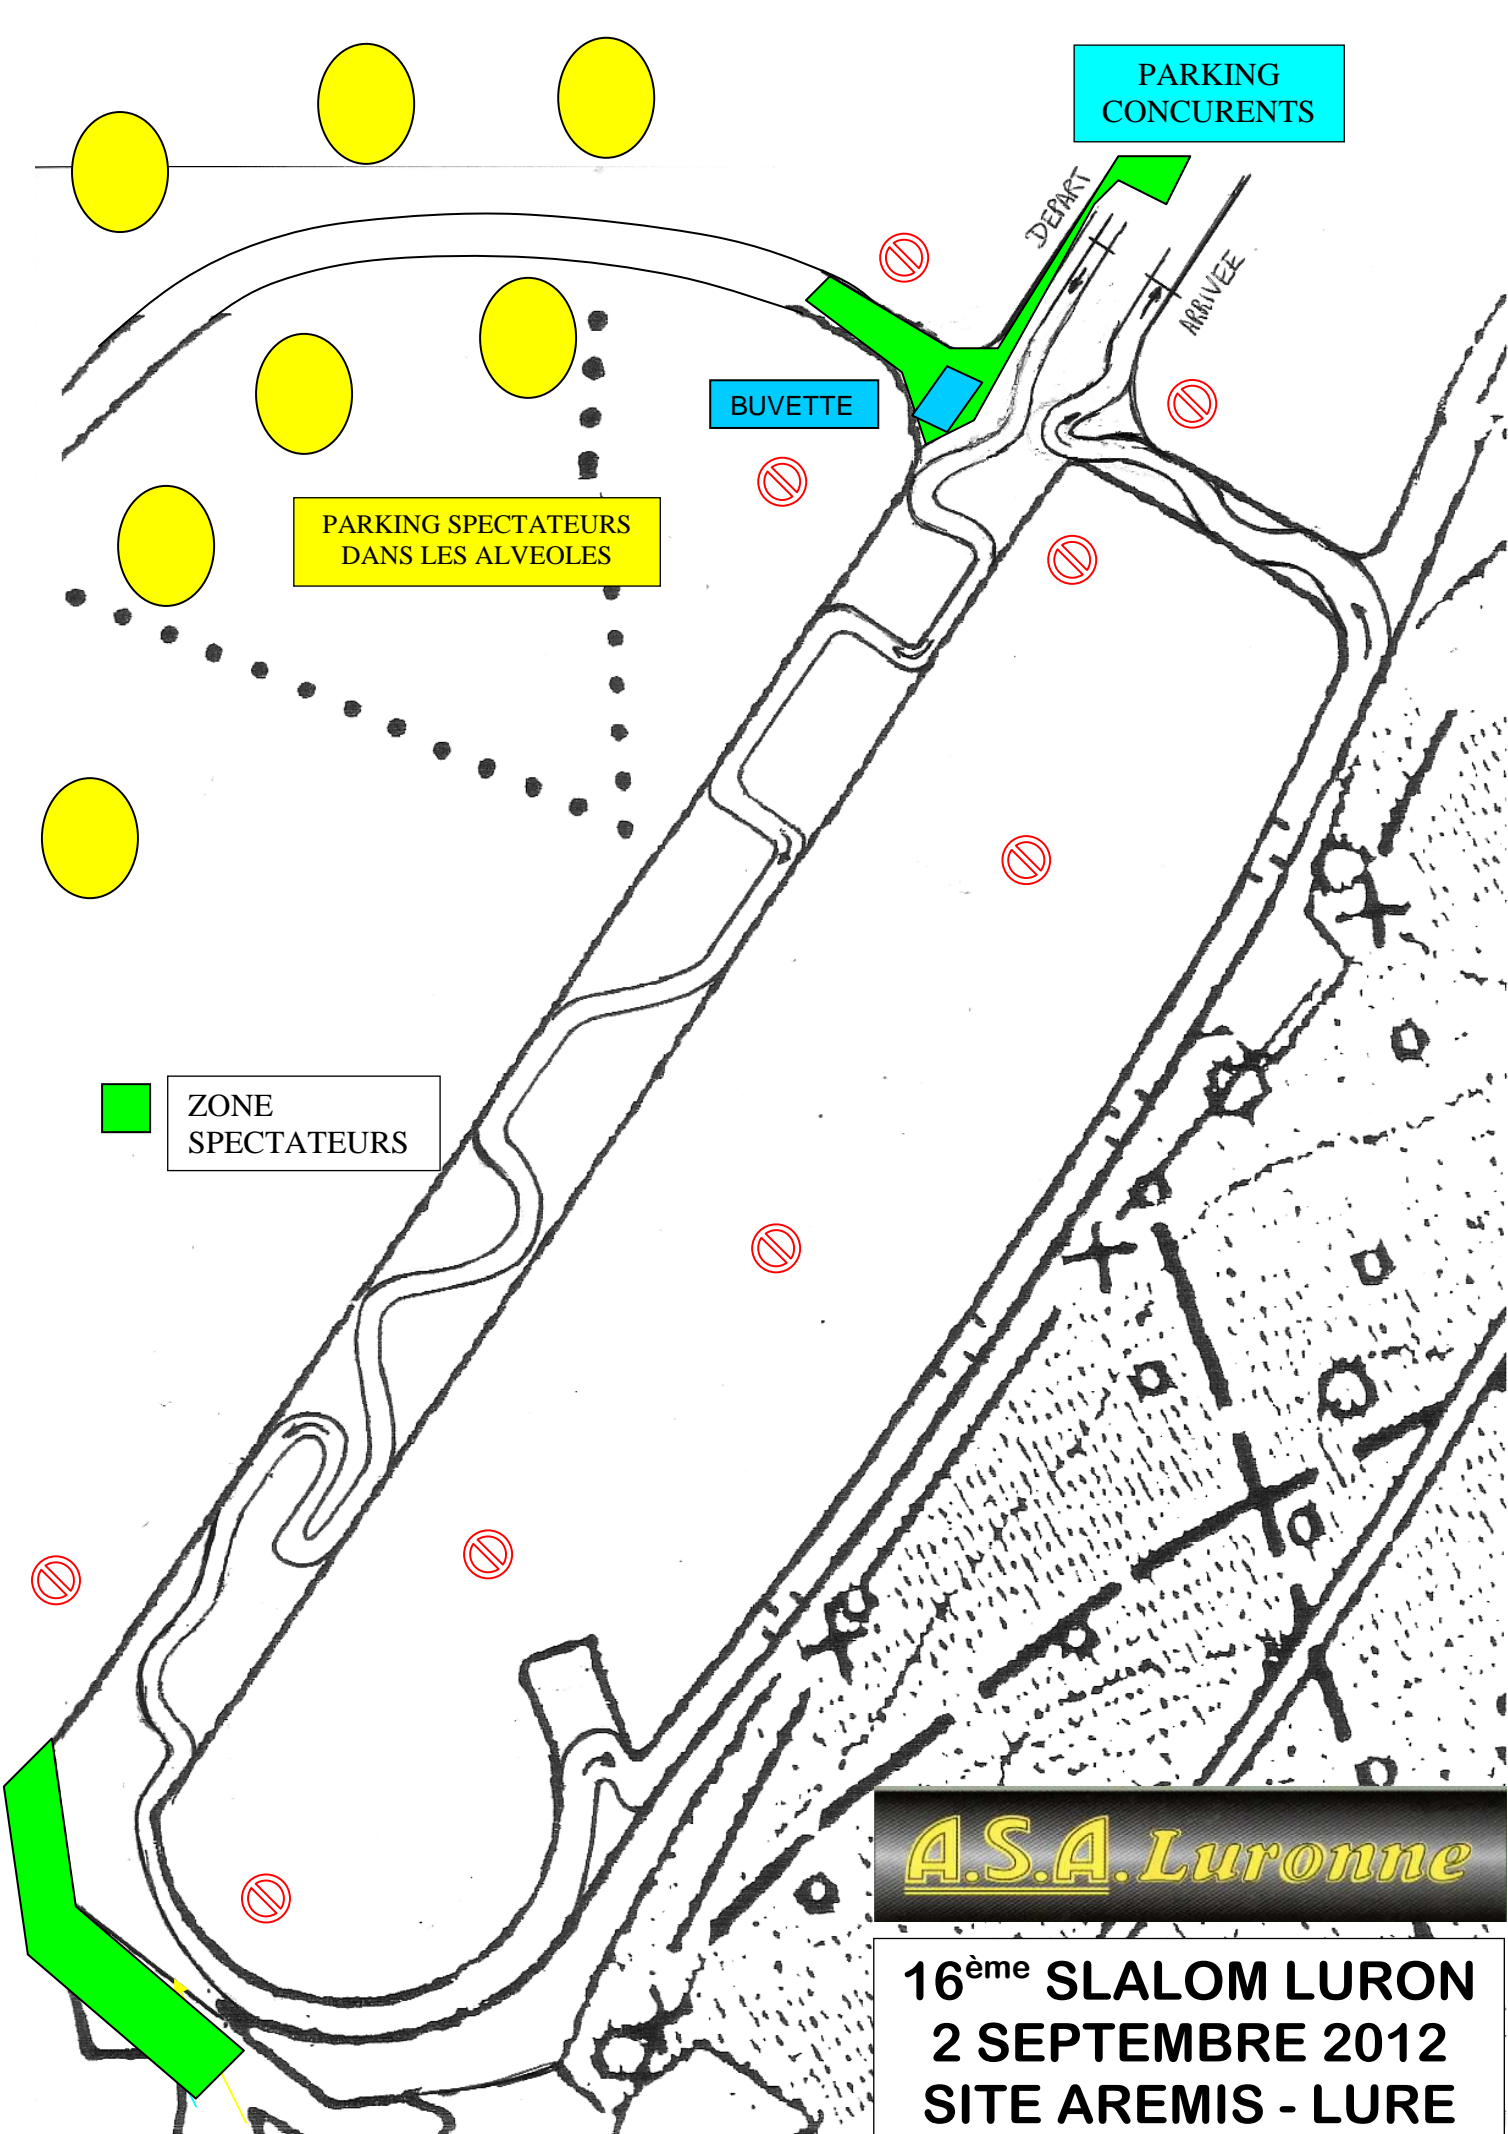 PARKING
CONCURENTS
DEPART
ARRIVEE
BUVETTE
PARKING SPECTATEURS
DANS LES ALVEOLES
ZONE
SPECTATEURS
A.S.A. Luronne
16ème SLALOM LURON
2 SEPTEMBRE 2012
SITE AREMIS - LURE